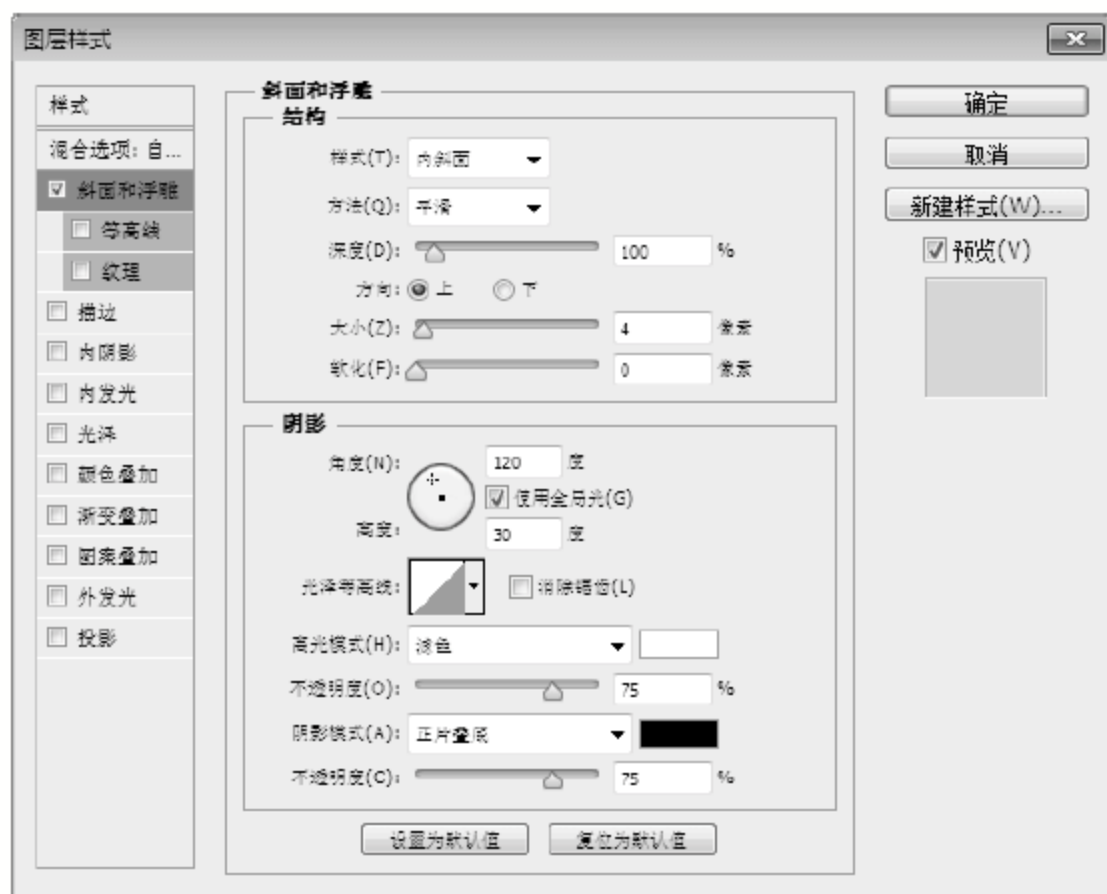 图层样式
样式
混合选项: 自...
斜面和浮雕
等高线
纹理
描边
内阴影
内发光
光泽
颜色叠加
渐变叠加
图案叠加
外发光
投影
斜面和浮雕
结构
样式(T): 内斜面
方法(Q): 平滑
深度(D): 100 %
方向: 上 下
大小(Z): 4 像素
软化(F): 0 像素
阴影
角度(N): 120 度
使用全局光(G)
高度: 30 度
光泽等高线: 消除锯齿(L)
高光模式(H): 滤色
不透明度(O): 75 %
阴影模式(A): 正片叠底
不透明度(C): 75 %
设置为默认值 复位为默认值
确定
取消
新建样式(W)...
预览(V)